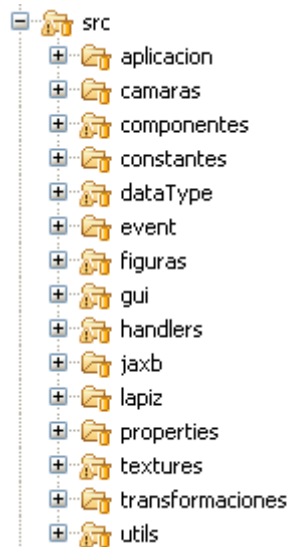 src
aplicacion
camaras
componentes
constantes
dataType
event
figuras
gui
handlers
jaxb
lapiz
properties
textures
transformaciones
utils